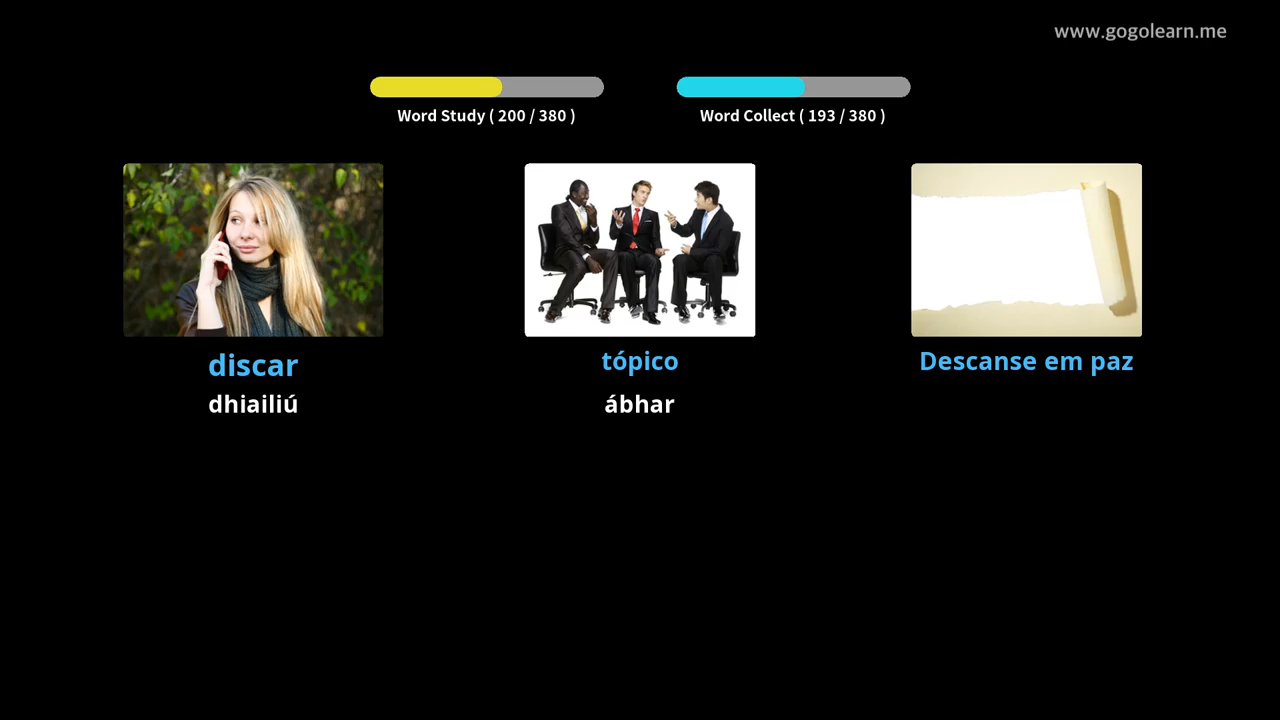 www.gogolearn.me
Word Study ( 200 / 380 )
Word Collect ( 193 / 380 )
discar
dhiailiú
tópico
ábhar
Descanse em paz